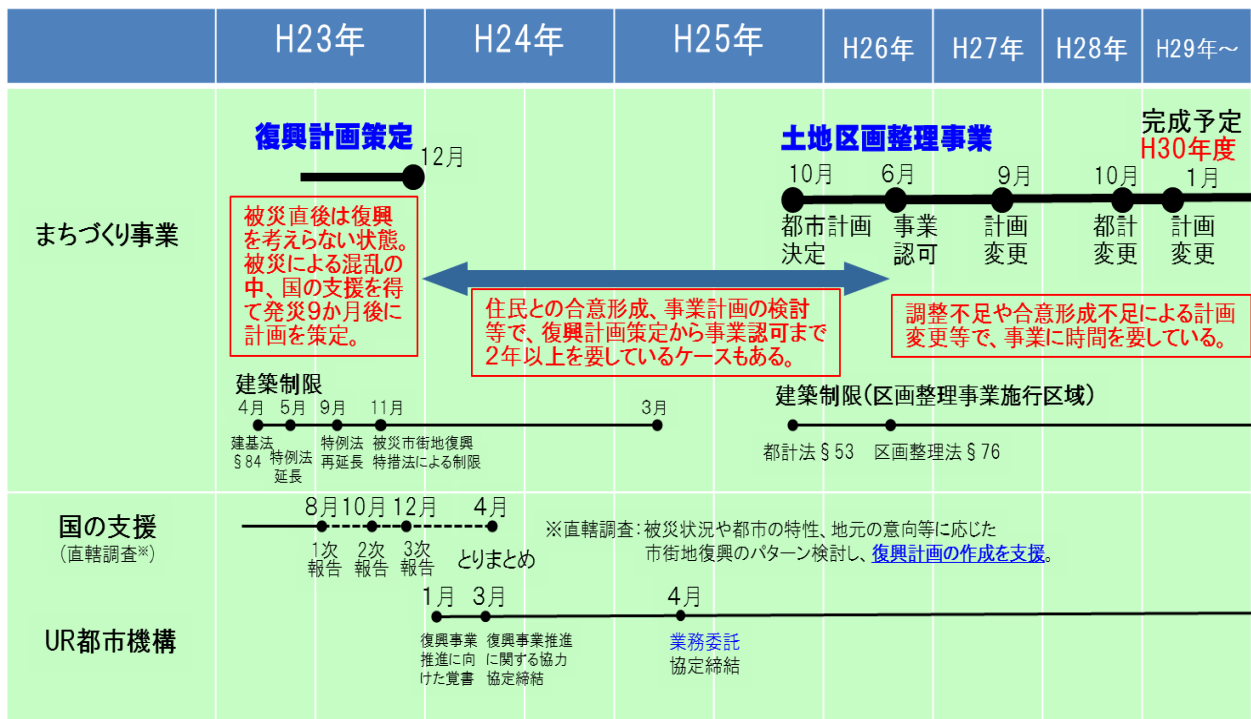 H23年
H24年
H25年
H26年
H27年
H28年
H29年～
まちづくり事業
復興計画策定
12月
被災直後は復興
を考えらない状態。
被災による混乱の
中、国の支援を得
て発災9か月後に
計画を策定。
住民との合意形成、事業計画の検討
等で、復興計画策定から事業認可まで
2年以上を要しているケースもある。
土地区画整理事業
完成予定
H30年度
10月
6月
9月
10月
1月
都市計画
決定
事業
認可
計画
変更
都計
変更
計画
変更
調整不足や合意形成不足による計画
変更等で、事業に時間を要している。
建築制限
4月
5月
9月
11月
3月
建基法
§84
特例法
延長
特例法
再延長
被災市街地復興
特措法による制限
建築制限(区画整理事業施行区域)
都計法§53
区画整理法§76
国の支援
(直轄調査※)
8月
10月
12月
4月
1次
報告
2次
報告
3次
報告
とりまとめ
※直轄調査：被災状況や都市の特性、地元の意向等に応じた
市街地復興のパターン検討し、復興計画の作成を支援。
UR都市機構
1月
3月
4月
復興事業
推進に向
けた覚書
復興事業推進
に関する協力
協定締結
業務委託
協定締結